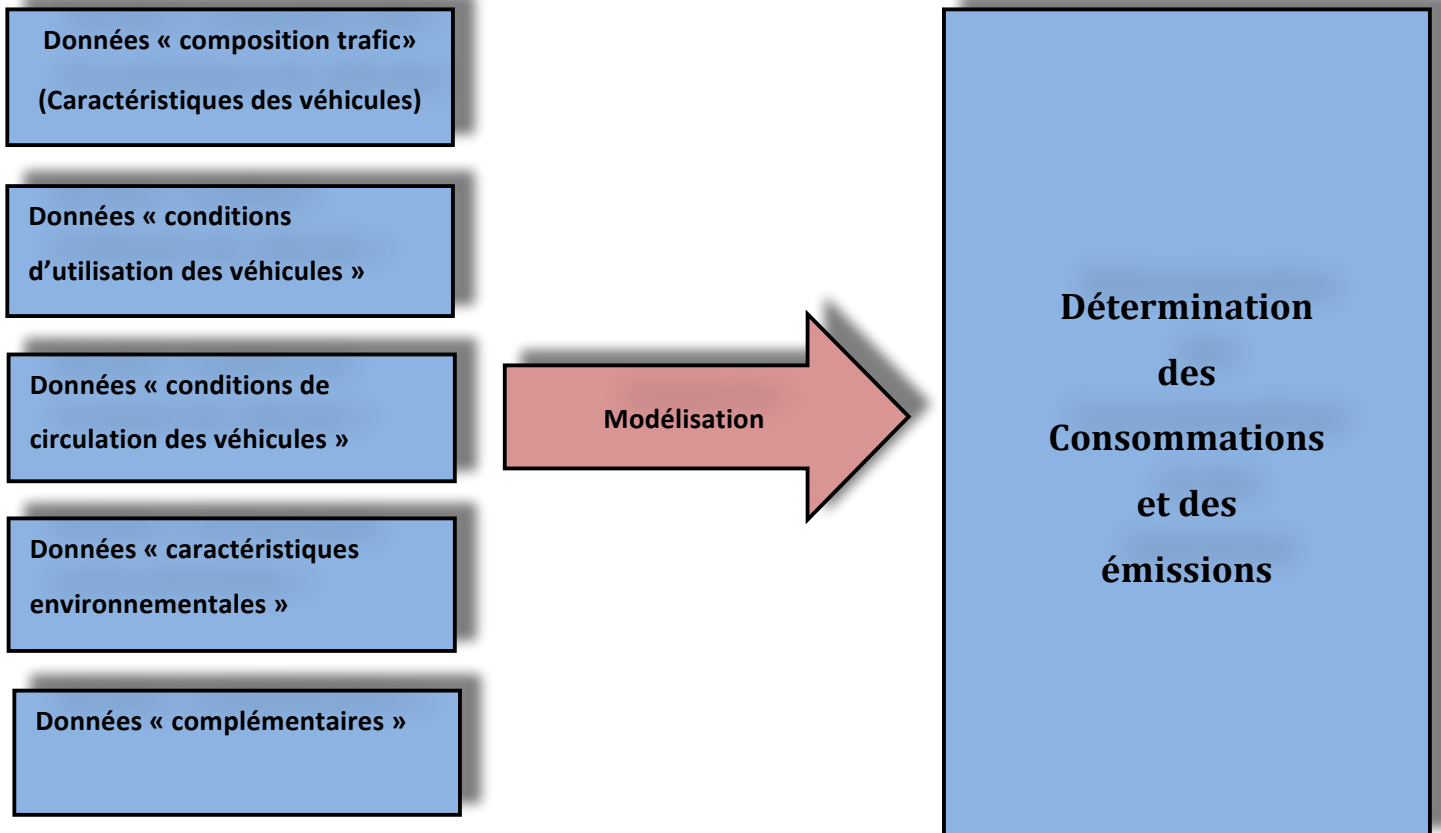 Données « composition trafic»
(Caractéristiques des véhicules)
Données « conditions
d’utilisation des véhicules »
Données « conditions de
circulation des véhicules »
Données « caractéristiques
environnementales »
Données « complémentaires »
Modélisation
Détermination
des
Consommations
et des
émissions